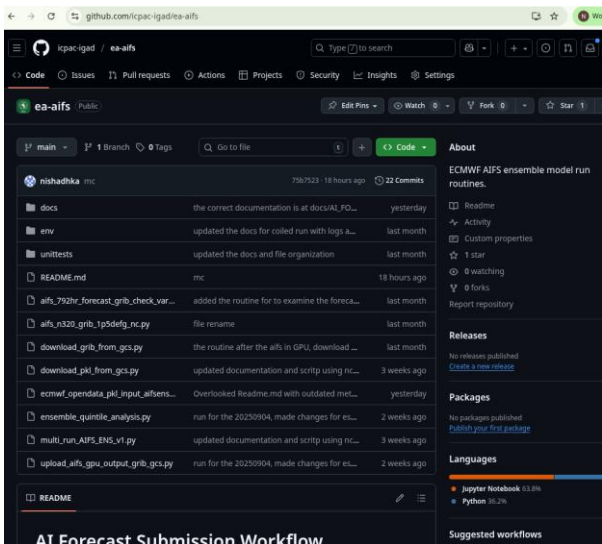 github.com/icpac-igad/ea-aifs
N Wo
icpac-igad / ea-aifs
Type / to search
Code Issues Pull requests Actions Projects Security Insights Settings
ea-aifs Public
Edit Pins Watch 0 Fork 0 Star 1
main 1 Branch 0 Tags
Go to file
t
Code
nishadhka mc
75b7523 · 18 hours ago 22 Commits
docs the correct documentation is at docs/AI_FO... yesterday
env updated the docs for coiled run with logs a... last month
unittests updated the docs and file organization last month
README.md mc 18 hours ago
aifs_792hr_forecast_grib_check_var... added the routine for to examine the foreca... last month
aifs_n320_grib_1p5defg_nc.py file rename last month
download_grib_from_gcs.py the routine after the aifs in GPU, download ... last month
download_pkl_from_gcs.py updated documentation and scritp using nc... 3 weeks ago
ecmwf_opendata_pkl_input_aifsens... Overlooked Readme.md with outdated met... yesterday
ensemble_quintile_analysis.py run for the 20250904, made changes for es... 2 weeks ago
multi_run_AIFS_ENS_v1.py updated documentation and scritp using nc... 3 weeks ago
upload_aifs_gpu_output_grib_gcs.py run for the 20250904, made changes for es... 2 weeks ago
README
AI Forecast Submission Workflow
About
ECMWF AIFS ensemble model run
routines.
Readme
Activity
Custom properties
1 star
0 watching
0 forks
Report repository
Releases
No releases published
Create a new release
Packages
No packages published
Publish your first package
Languages
Jupyter Notebook 63.8%
Python 36.2%
Suggested workflows